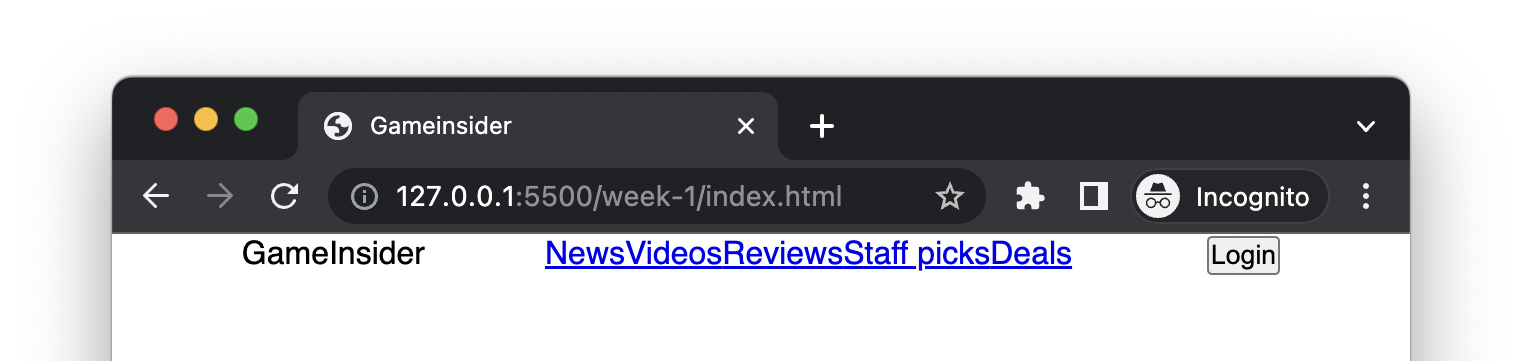 Gameinsider
127.0.0.1:5500/week-1/index.html Incognito
GameInsider NewsVideosReviewsStaff picksDeals Login